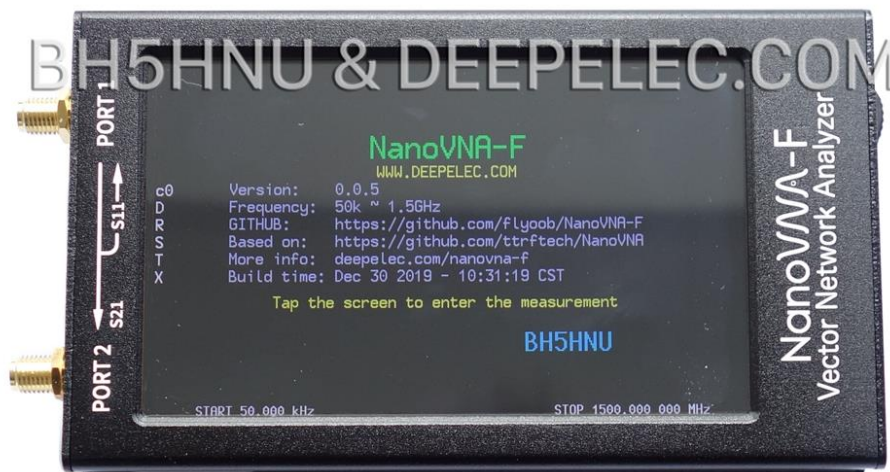 BH5HNU & DEEPELEC.COM
PORT 1
S11
S21
PORT 2
NanoVNA-F
WWW.DEEPELEC.COM
c0 Version: 0.0.5
D Frequency: 50k ~ 1.5GHz
R GITHUB: https://github.com/flyoob/NanoVNA-F
S Based on: https://github.com/ttrftech/NanoVNA
T More info: deepelec.com/nanovna-f
X Build time: Dec 30 2019 - 10:31:19 CST
Tap the screen to enter the measurement
BH5HNU
START 50.000 kHz STOP 1500.000 000 MHz
NanoVNA-F
Vector Network Analyzer